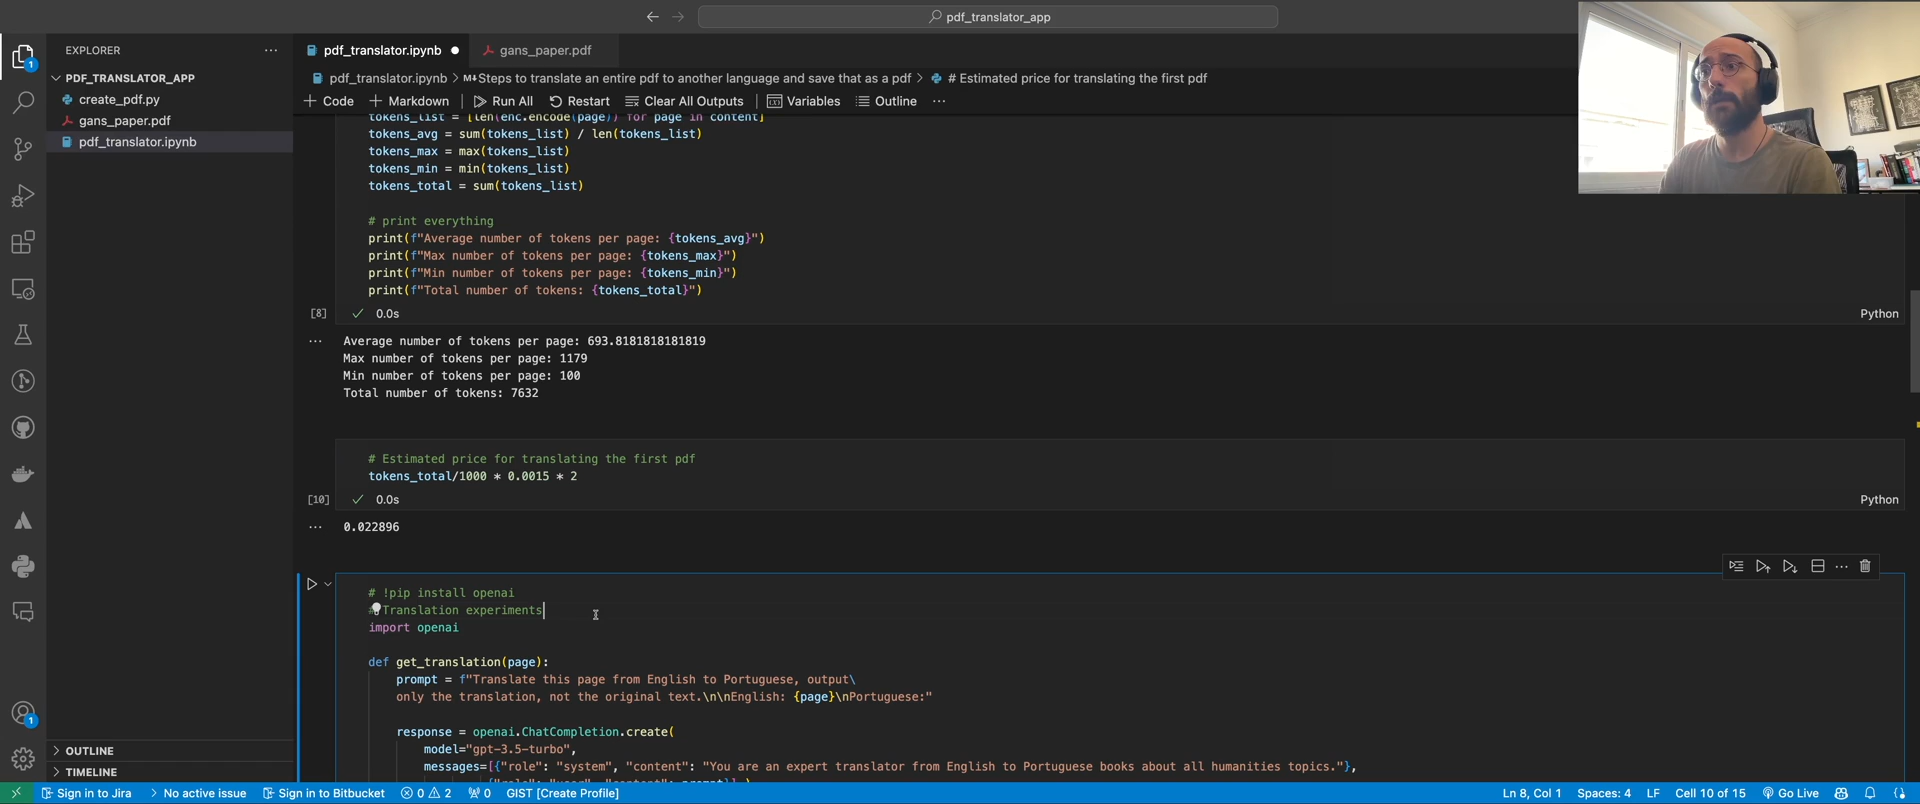 pdf_translator_app
EXPLORER
PDF_TRANSLATOR_APP
create_pdf.py
gans_paper.pdf
pdf_translator.ipynb
OUTLINE
TIMELINE
pdf_translator.ipynb
gans_paper.pdf
pdf_translator.ipynb > M↓Steps to translate an entire pdf to another language and save that as a pdf > # Estimated price for translating the first pdf
+ Code + Markdown | Run All Restart Clear All Outputs | Variables Outline ...
tokens_list = [len(enc.encode(page)) for page in content]
tokens_avg = sum(tokens_list) / len(tokens_list)
tokens_max = max(tokens_list)
tokens_min = min(tokens_list)
tokens_total = sum(tokens_list)
# print everything
print(f"Average number of tokens per page: {tokens_avg}")
print(f"Max number of tokens per page: {tokens_max}")
print(f"Min number of tokens per page: {tokens_min}")
print(f"Total number of tokens: {tokens_total}")
[8] ✓ 0.0s Python
Average number of tokens per page: 693.8181818181819
Max number of tokens per page: 1179
Min number of tokens per page: 100
Total number of tokens: 7632
# Estimated price for translating the first pdf
tokens_total/1000 * 0.0015 * 2
[10] ✓ 0.0s Python
0.022896
# !pip install openai
# Translation experiments
import openai
def get_translation(page):
prompt = f"Translate this page from English to Portuguese, output\
only the translation, not the original text.\n\nEnglish: {page}\nPortuguese:"
response = openai.ChatCompletion.create(
model="gpt-3.5-turbo",
messages=[{"role": "system", "content": "You are an expert translator from English to Portuguese books about all humanities topics."},
Sign in to Jira > No active issue Sign in to Bitbucket 0 2 0 GIST [Create Profile] Ln 8, Col 1 Spaces: 4 LF Cell 10 of 15 Go Live